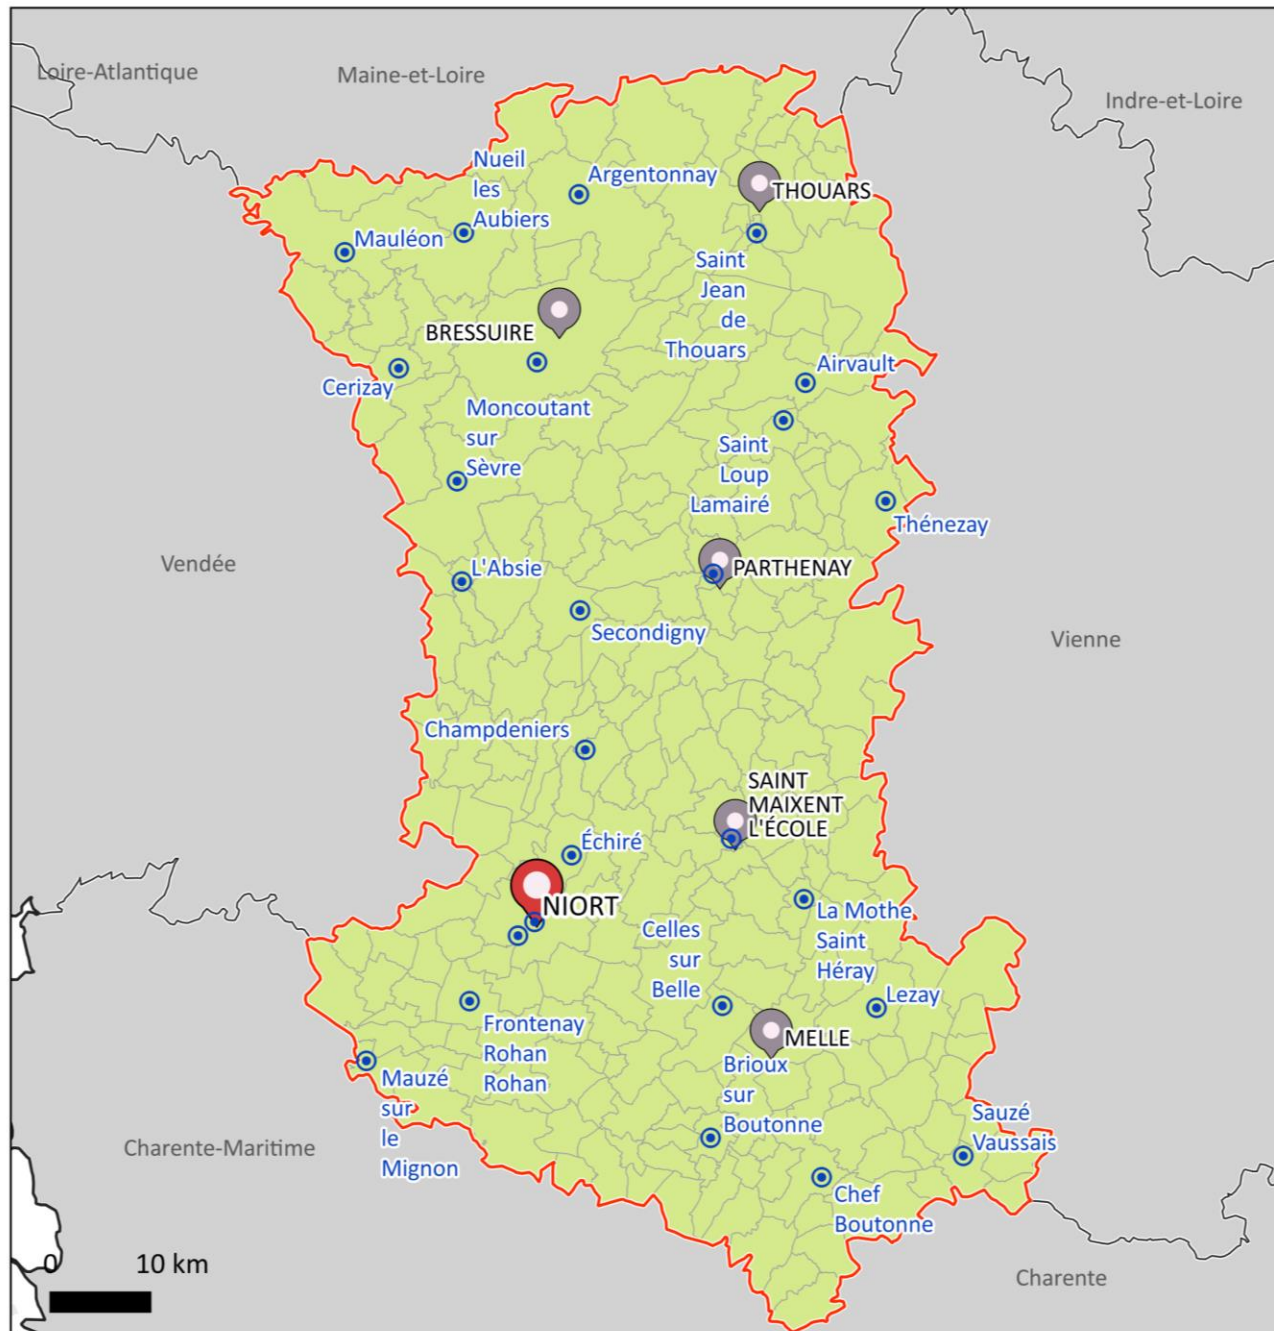 Loire-Atlantique
Maine-et-Loire
Indre-et-Loire
Nueil
les
Aubiers
Argentonnay
THOUARS
Mauléon
Saint
Jean
de
Thouars
BRESSUIRE
Airvault
Cerizay
Moncoutant
sur
Sèvre
Saint
Loup
Lamairé
Thénezay
Vendée
L'Absie
PARTHENAY
Secondigny
Vienne
Champdeniers
SAINT
MAIXENT
L'ÉCOLE
Échiré
NIORT
La Mothe
Saint
Héray
Celles
sur
Belle
Lezay
Frontenay
Rohan
Rohan
MELLE
Mauzé
sur
le
Mignon
Brioux
sur
Boutonne
Sauzé
Vaussais
Charente-Maritime
Chef
Boutonne
0 10 km
Charente